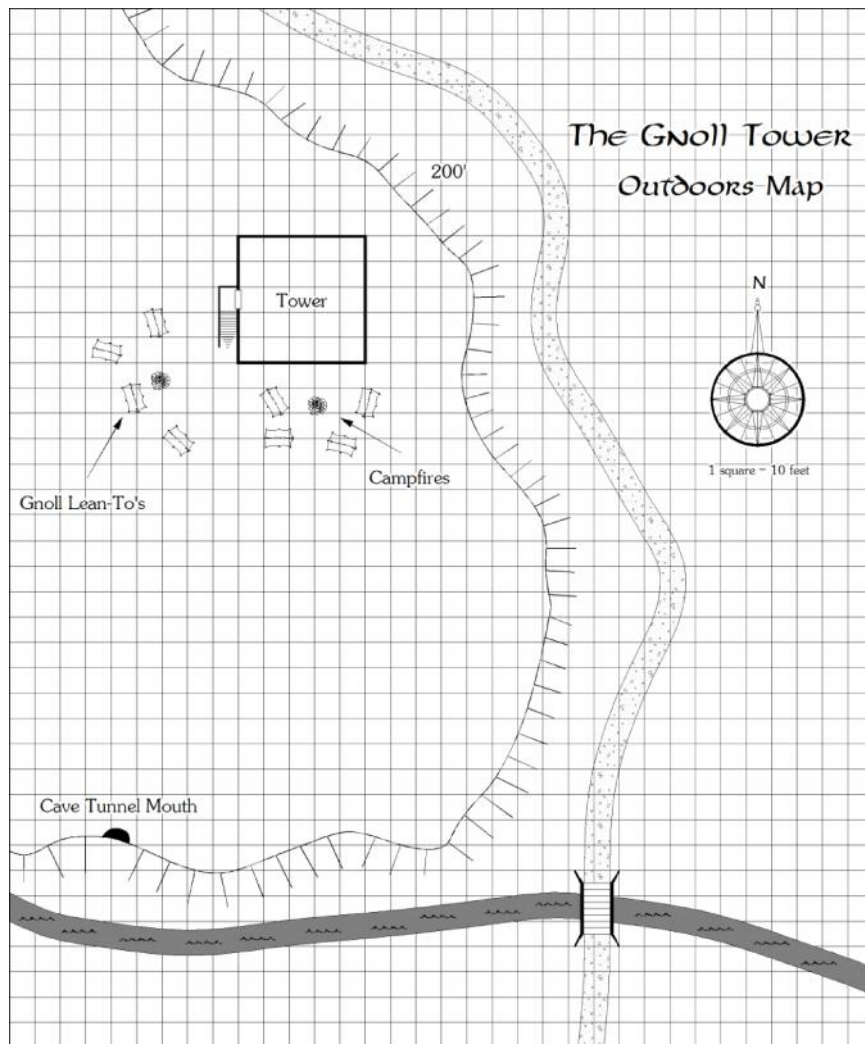 The Gnoll Tower
Outdoors Map
200'
N
Tower
1 square = 10 feet
Campfires
Gnoll Lean-To's
Cave Tunnel Mouth